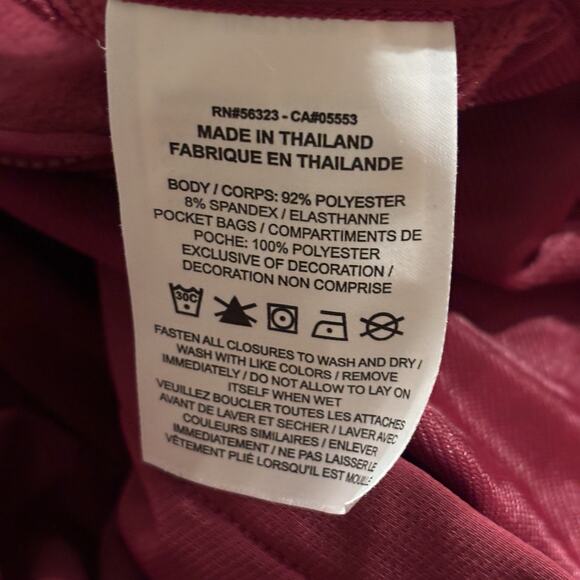 RN#56323 - CA#05553
MADE IN THAILAND
FABRIQUE EN THAILANDE
BODY / CORPS: 92% POLYESTER
8% SPANDEX / ELASTHANNE
POCKET BAGS / COMPARTIMENTS DE
POCHE: 100% POLYESTER
EXCLUSIVE OF DECORATION /
DECORATION NON COMPRISE
30C
FASTEN ALL CLOSURES TO WASH AND DRY /
WASH WITH LIKE COLORS / REMOVE
IMMEDIATELY / DO NOT ALLOW TO LAY ON
ITSELF WHEN WET
VEUILLEZ BOUCLER TOUTES LES ATTACHES
AVANT DE LAVER ET SECHER / LAVER AVEC
COULEURS SIMILAIRES / ENLEVER
IMMEDIATEMENT / NE PAS LAISSER LE
VÊTEMENT PLIÉ LORSQU'IL EST MOUILLE